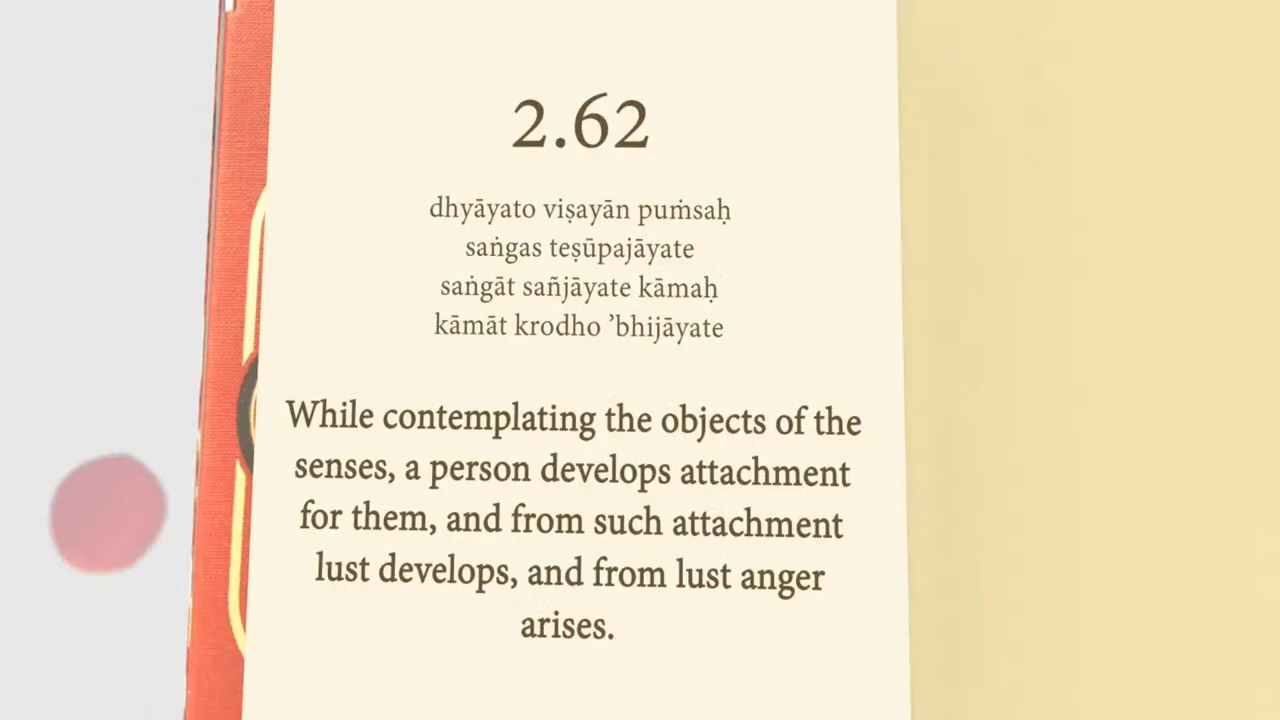 2.62
dhyāyato viṣayān puṁsaḥ
saṅgas teṣūpajāyate
saṅgāt sañjāyate kāmaḥ
kāmāt krodho ’bhijāyate
While contemplating the objects of the
senses, a person develops attachment
for them, and from such attachment
lust develops, and from lust anger
arises.